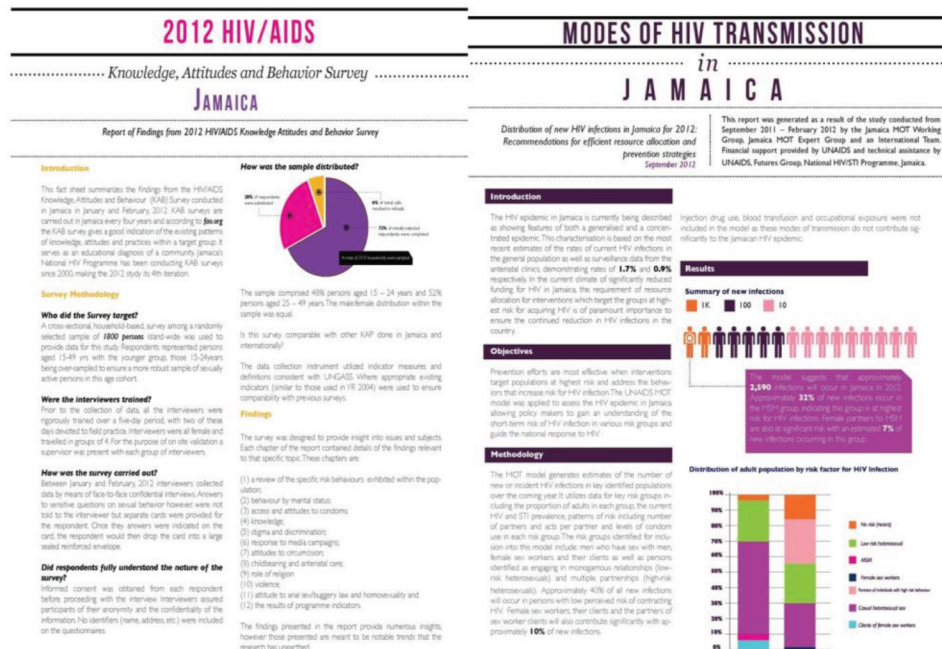 2012 HIV/AIDS
Knowledge, Attitudes and Behavior Survey
JAMAICA
Report of Findings from 2012 HIV/AIDS Knowledge Attitudes and Behavior Survey
Introduction
This fact sheet summarizes the findings from the HIV/AIDS
Knowledge, Attitudes and Behaviour (KAB) Survey conducted
in Jamaica in January and February, 2012. KAB surveys are
carried out in Jamaica every four years and according to fao.org
the KAB survey gives a good indication of the existing patterns
of knowledge, attitudes and practices within a target group. It
serves as an educational diagnosis of a community. Jamaica's
National HIV Programme has been conducting KAB surveys
since 2000, making the 2012 study its 4th iteration.
Survey Methodology
Who did the Survey target?
A cross-sectional, household-based, survey among a randomly
selected sample of 1800 persons island-wide was used to
provide data for this study. Respondents represented persons
aged 15-49 yrs with the younger group, those 15-24years
being over-sampled to ensure a more robust sample of sexually
active persons in this age cohort.
Were the interviewers trained?
Prior to the collection of data, all the interviewers were
rigorously trained over a five-day period, with two of these
days devoted to field practice. Interviewers were all female and
travelled in groups of 4. For the purpose of on site validation a
supervisor was present with each group of interviewers.
How was the survey carried out?
Between January and February, 2012 interviewers collected
data by means of face-to-face confidential interviews. Answers
to sensitive questions on sexual behavior however, were not
told to the interviewer but separate cards were provided for
the respondent. Once they answers were indicated on the
card, the respondent would then drop the card into a large
sealed reinforced envelope.
Did respondents fully understand the nature of the
survey?
Informed consent was obtained from each respondent
before proceeding with the interview. Interviewers assured
participants of their anonymity and the confidentiality of the
information. No identifiers (name, address, etc.) were included
on the questionnaires.
How was the sample distributed?
The sample comprised 48% persons aged 15 – 24 years and 52%
persons aged 25 – 49 years. The male/female distribution within the
sample was equal.
Is this survey comparable with other KAP done in Jamaica and
internationally?
The data collection instrument utilized indicator measures and
definitions consistent with UNGASS. Where appropriate existing
indicators (similar to those used in YR 2004) were used to ensure
comparability with previous surveys.
Findings
The survey was designed to provide insight into issues and subjects.
Each chapter of the report contained details of the findings relevant
to that specific topic. These chapters are:
(1) a review of the specific risk behaviours exhibited within the pop-
ulation;
(2) behaviour by marital status;
(3) access and attitudes to condoms;
(4) knowledge;
(5) stigma and discrimination;
(6) response to media campaigns;
(7) attitudes to circumcision;
(8) childbearing and antenatal care;
(9) role of religion
(10) violence;
(11) attitude to anal sex/buggery law and homosexuality and
(12) the results of programme indicators.
The findings presented in the report provide numerous insights,
however those presented are meant to be notable trends that the
research has unearthed.
MODES OF HIV TRANSMISSION
in
JAMAICA
Distribution of new HIV infections in Jamaica for 2012:
Recommendations for efficient resource allocation and
prevention strategies
September 2012
This report was generated as a result of the study conducted from
September 2011 – February 2012 by the Jamaica MOT Working
Group, Jamaica MOT Expert Group and an International Team.
Financial support provided by UNAIDS and technical assistance by
UNAIDS, Futures Group, National HIV/STI Programme, Jamaica.
Introduction
The HIV epidemic in Jamaica is currently being described
as showing features of both a generalised and a concen-
trated epidemic. This characterisation is based on the most
recent estimates of the rates of current HIV infections in
the general population as well as surveillance data from the
antenatal clinics, demonstrating rates of 1.7% and 0.9%
respectively. In the current climate of significantly reduced
funding for HIV in Jamaica, the requirement of resource
allocation for interventions which target the groups at high-
est risk for acquiring HIV is of paramount importance to
ensure the continued reduction in HIV infections in the
country.
Objectives
Prevention efforts are most effective when interventions
target populations at highest risk and address the behav-
iors that increase risk for HIV infection. The UNAIDS MOT
model was applied to assess the HIV epidemic in Jamaica
allowing policy makers to gain an understanding of the
short-term risk of HIV infection in various risk groups and
guide the national response to HIV.
Methodology
The MOT model generates estimates of the number of
new or incident HIV infections in key identified populations
over the coming year. It utilizes data for key risk groups in-
cluding the proportion of adults in each group, the current
HIV and STI prevalence, patterns of risk including number
of partners and acts per partner and levels of condom
use in each risk group. The risk groups identified for inclu-
sion into this model include: men who have sex with men,
female sex workers and their clients as well as persons
identified as engaging in monogamous relationships (low-
risk heterosexuals) and multiple partnerships (high-risk
heterosexuals). Approximately 40% of all new infections
will occur in persons with low perceived risk of contracting
HIV. Female sex workers, their clients and the partners of
sex worker clients will also contribute significantly with ap-
proximately 10% of new infections.
Injection drug use, blood transfusion and occupational exposure were not
included in the model as these modes of transmission do not contribute sig-
nificantly to the Jamaican HIV epidemic.
Results
Summary of new infections
1K 100 10
The model suggests that approximately
2,590 infections will occur in Jamaica in 2012.
Approximately 32% of new infections occur in
the MSM group, indicating this group is at highest
risk for HIV infections. Female partners to MSM
are also at significant risk with an estimated 7% of
new infections occurring in this group.
Distribution of adult population by risk factor for HIV Infection
100%
90%
80%
70%
60%
50%
40%
30%
20%
10%
0%
No risk (recent)
Low risk heterosexual
MSM
Female sex workers
Partners of individuals with high risk behaviour
Casual heterosexual sex
Clients of female sex workers